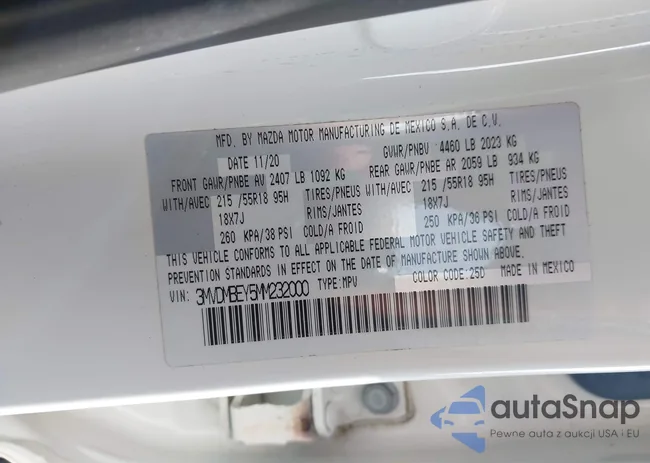 MFD. BY MAZDA MOTOR MANUFACTURING DE MEXICO S.A. DE C.V.
DATE 11/20 GVWR/PNBV 4460 LB 2023 KG
FRONT GAWR/PNBE AV 2407 LB 1092 KG REAR GAWR/PNBE AR 2059 LB 934 KG
WITH/AVEC 215 /55R18 95H TIRES/PNEUS WITH/AVEC 215 /55R18 95H TIRES/PNEUS
18X7J RIMS/JANTES 18X7J RIMS/JANTES
260 KPA/38 PSI COLD/A FROID 250 KPA/36 PSI COLD/A FROID
THIS VEHICLE CONFORMS TO ALL APPLICABLE FEDERAL MOTOR VEHICLE SAFETY AND THEFT
PREVENTION STANDARDS IN EFFECT ON THE DATE OF MANUFACTURE SHOWN ABOVE.
VIN: 3MVDMBEY5MM232000 TYPE:MPV COLOR CODE:25D MADE IN MEXICO
autaSnap
Pewne auta z aukcji USA i EU